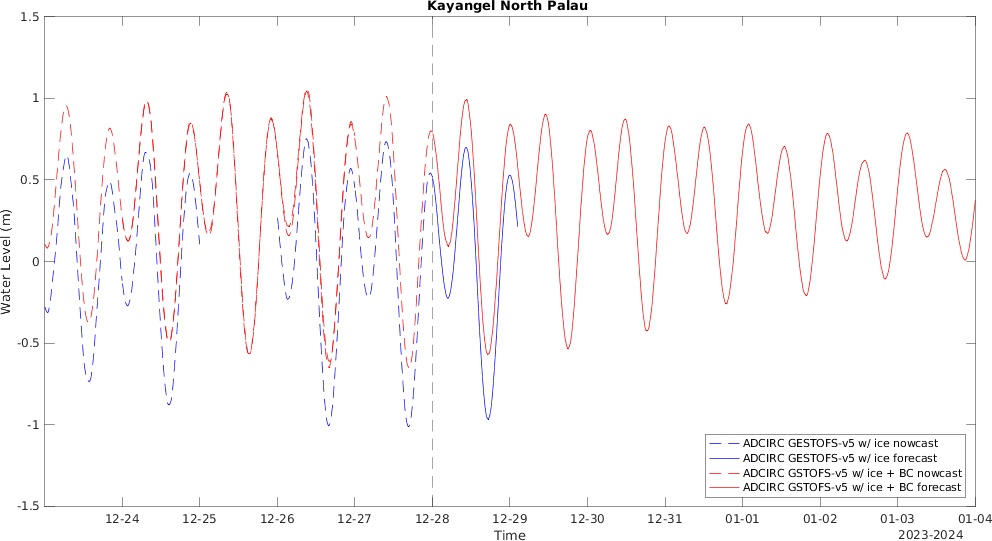 Kayangel North Palau
1.5
1
0.5
0
-0.5
-1
-1.5
Water Level (m)
12-24
12-25
12-26
12-27
12-28
12-29
12-30
12-31
01-01
01-02
01-03
01-04
Time
2023-2024
ADCIRC GESTOFS-v5 w/ ice nowcast
ADCIRC GESTOFS-v5 w/ ice forecast
ADCIRC GSTOFS-v5 w/ ice + BC nowcast
ADCIRC GSTOFS-v5 w/ ice + BC forecast